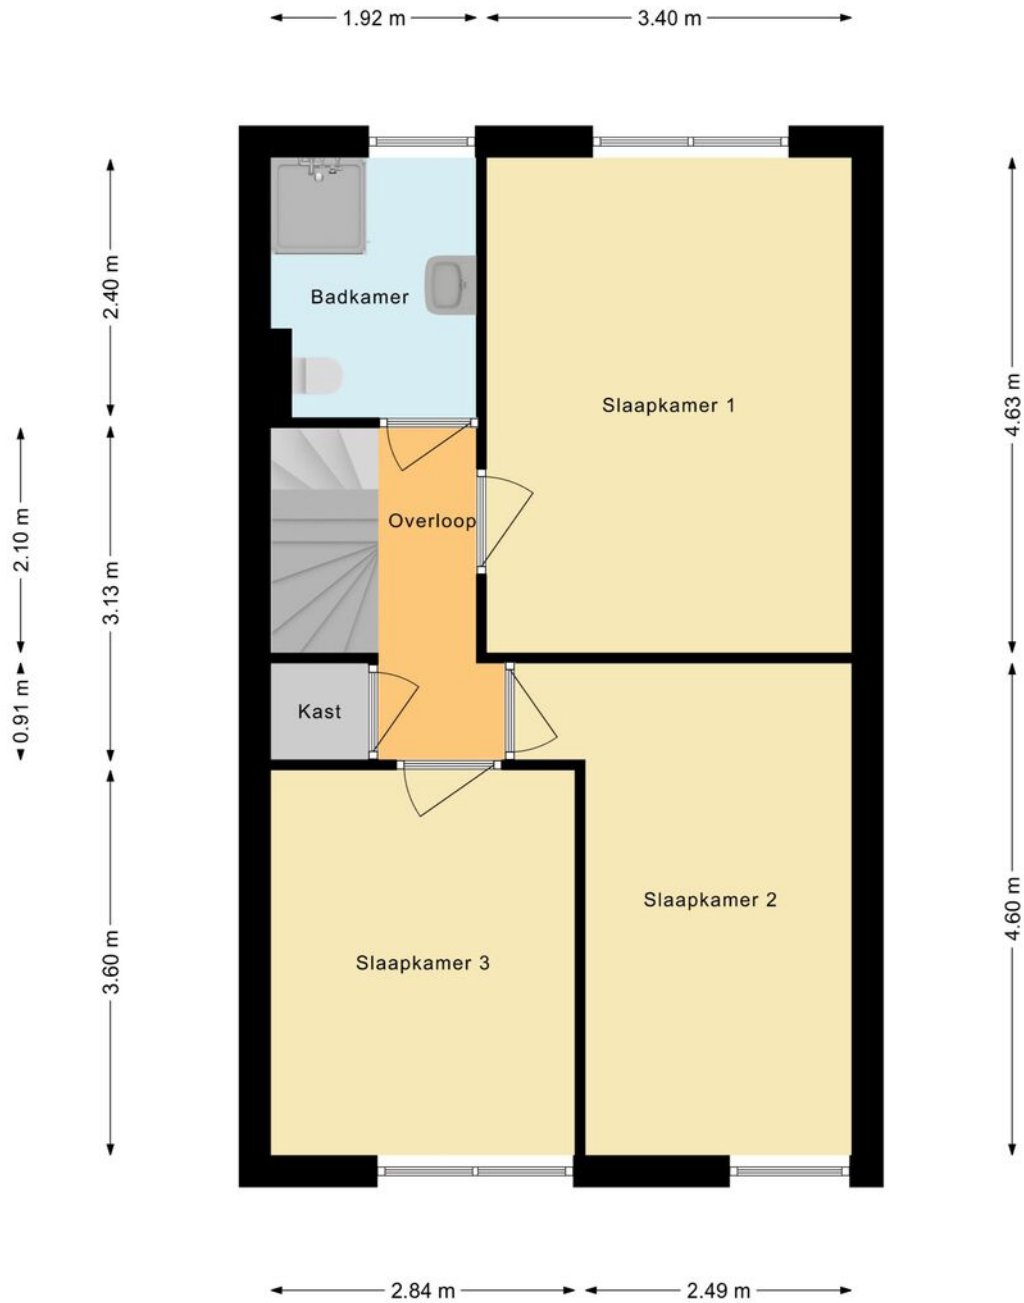 1.92 m
3.40 m
2.40 m
Badkamer
4.63 m
Slaapkamer 1
2.10 m
3.13 m
Overloop
0.91 m
Kast
Slaapkamer 2
4.60 m
3.60 m
Slaapkamer 3
2.84 m
2.49 m